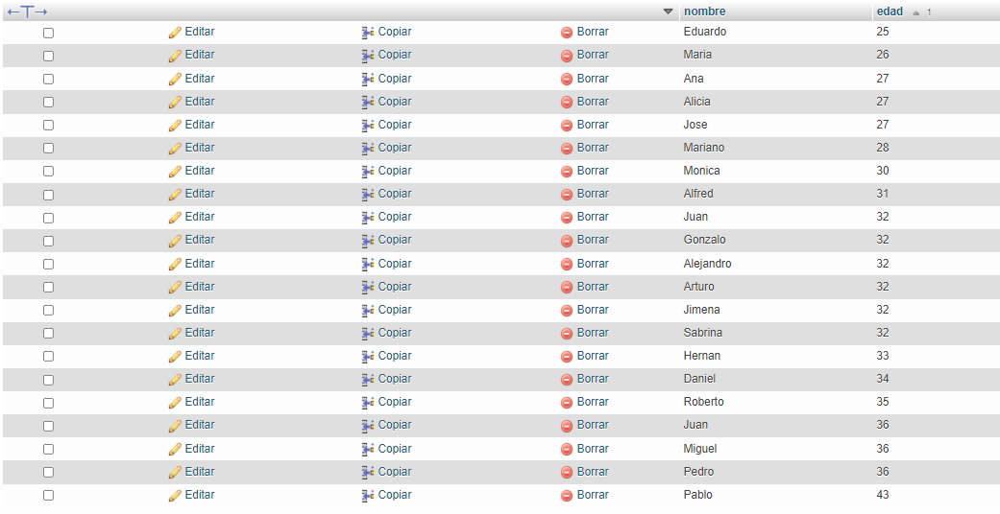 ←T→ nombre edad ↑
Editar Copiar Borrar Eduardo 25
Editar Copiar Borrar Maria 26
Editar Copiar Borrar Ana 27
Editar Copiar Borrar Alicia 27
Editar Copiar Borrar Jose 27
Editar Copiar Borrar Mariano 28
Editar Copiar Borrar Monica 30
Editar Copiar Borrar Alfred 31
Editar Copiar Borrar Juan 32
Editar Copiar Borrar Gonzalo 32
Editar Copiar Borrar Alejandro 32
Editar Copiar Borrar Arturo 32
Editar Copiar Borrar Jimena 32
Editar Copiar Borrar Sabrina 32
Editar Copiar Borrar Hernan 33
Editar Copiar Borrar Daniel 34
Editar Copiar Borrar Roberto 35
Editar Copiar Borrar Juan 36
Editar Copiar Borrar Miguel 36
Editar Copiar Borrar Pedro 36
Editar Copiar Borrar Pablo 43